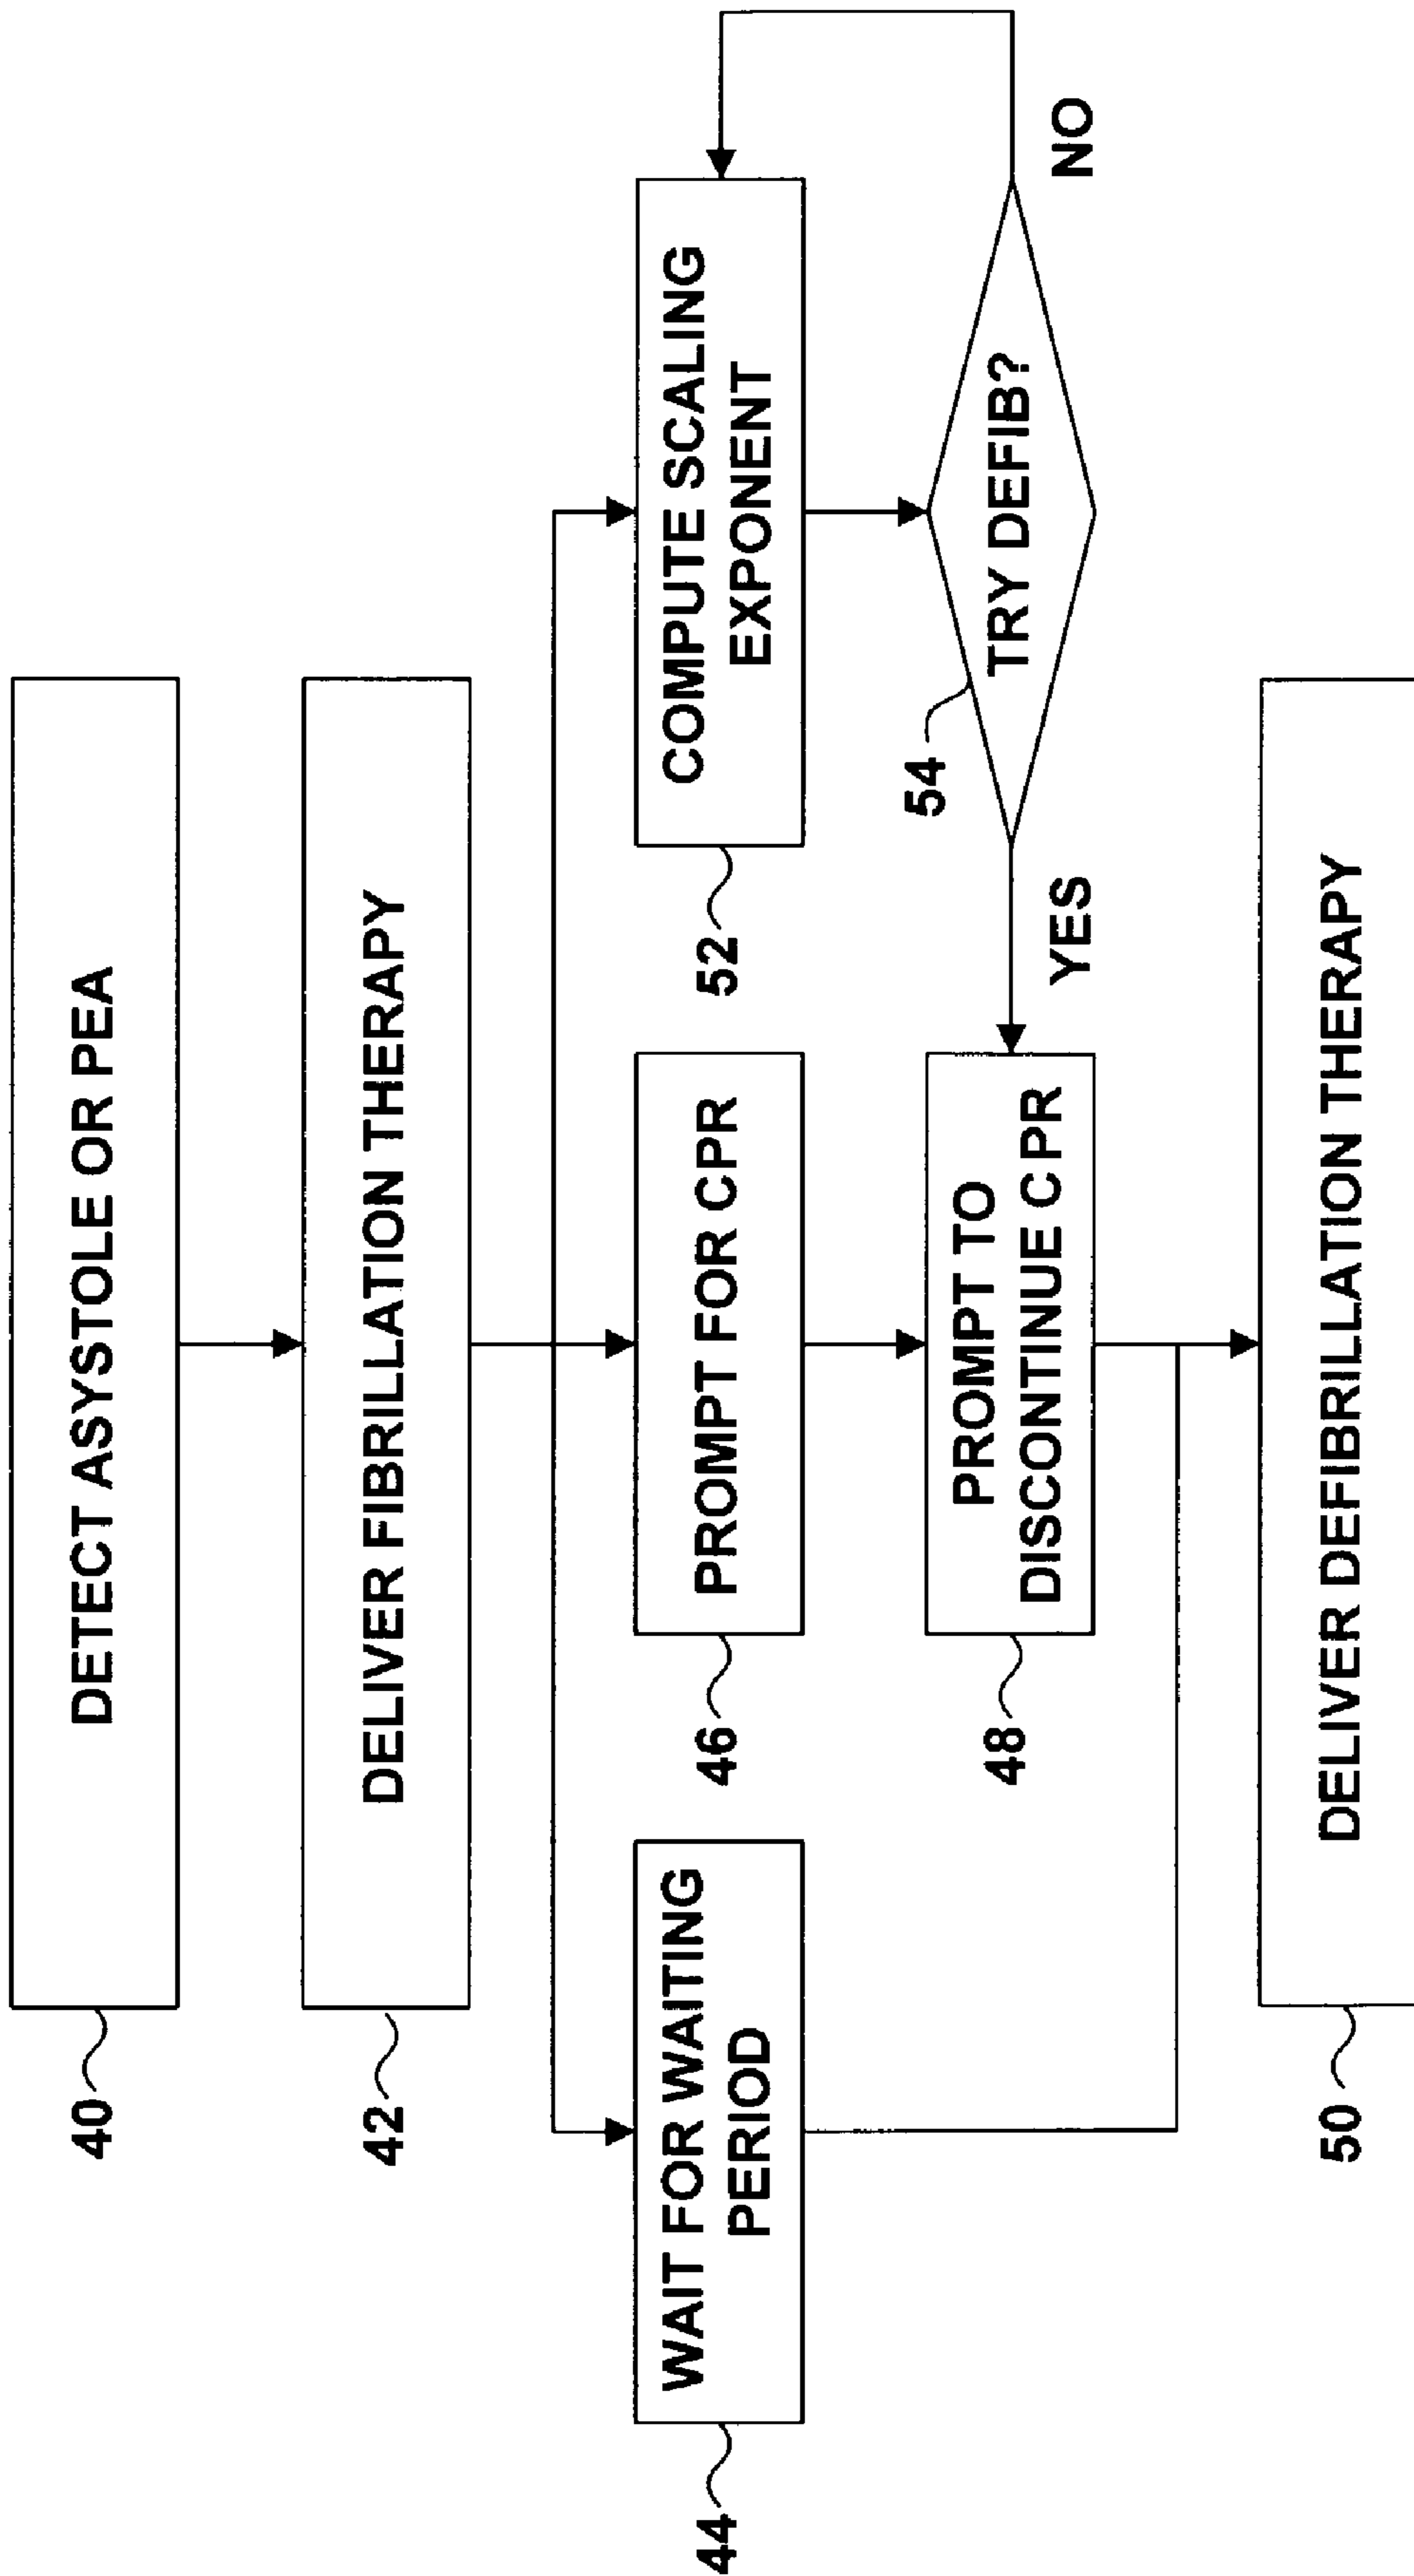 40
DETECT ASYSTOLE OR PEA
42
DELIVER FIBRILLATION THERAPY
44
WAIT FOR WAITING
PERIOD
46
PROMPT FOR CPR
52
COMPUTE SCALING
EXPONENT
48
PROMPT TO
DISCONTINUE CPR
YES
54
TRY DEFIB?
NO
50
DELIVER DEFIBRILLATION THERAPY